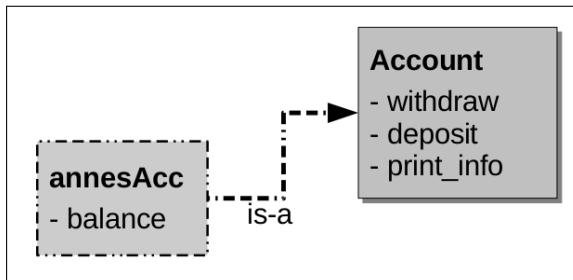 Account
- withdraw
- deposit
- print_info
annesAcc
- balance
is-a